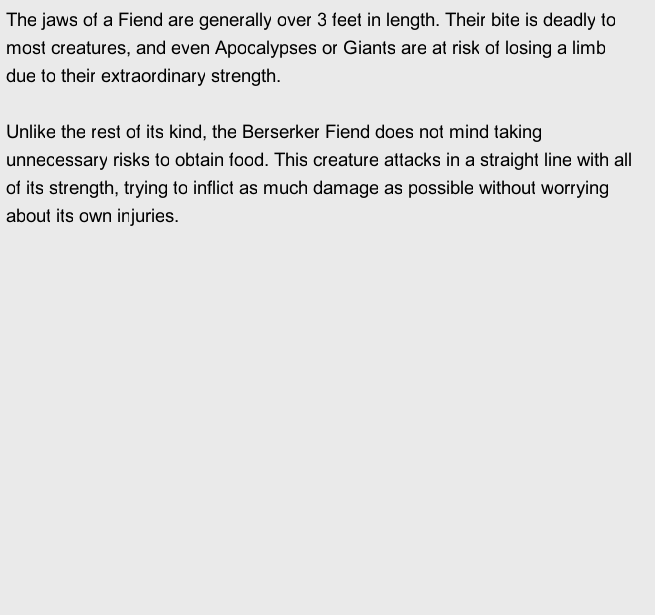 The jaws of a Fiend are generally over 3 feet in length. Their bite is deadly to
most creatures, and even Apocalypses or Giants are at risk of losing a limb
due to their extraordinary strength.
Unlike the rest of its kind, the Berserker Fiend does not mind taking
unnecessary risks to obtain food. This creature attacks in a straight line with all
of its strength, trying to inflict as much damage as possible without worrying
about its own injuries.